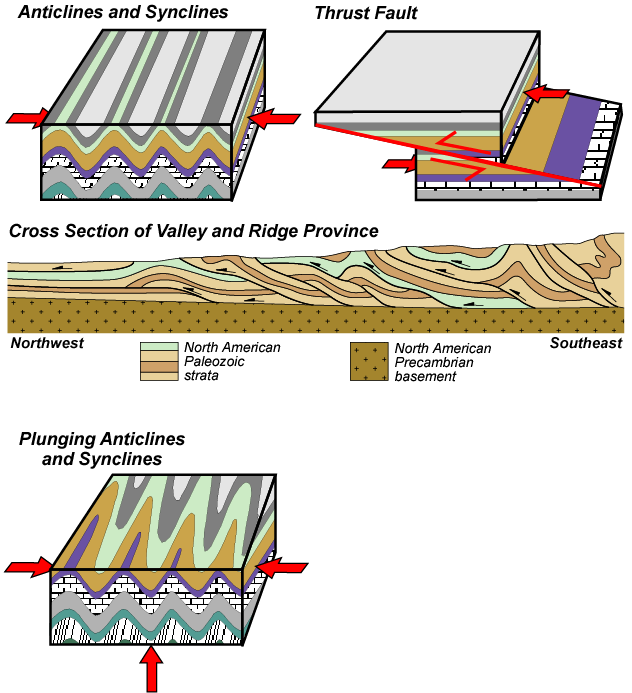 Anticlines and Synclines
Thrust Fault
Cross Section of Valley and Ridge Province
Northwest
Southeast
North American
Paleozoic
strata
North American
Precambrian
basement
Plunging Anticlines
and Synclines